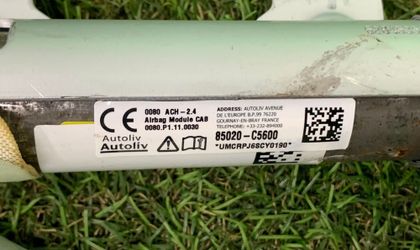 CE
Autoliv
Autoliv
0080 ACH-2.4
Airbag Module CAB
0080.P1.11.0030
ADDRESS: AUTOLIV AVENUE
DE L'EUROPE B.P,99 76220
GOURNAY-EN-BRAY FRANCE
TELEPHONE: +33-232-894000
85020-C5600
*UMCRPJ6SCY0190*